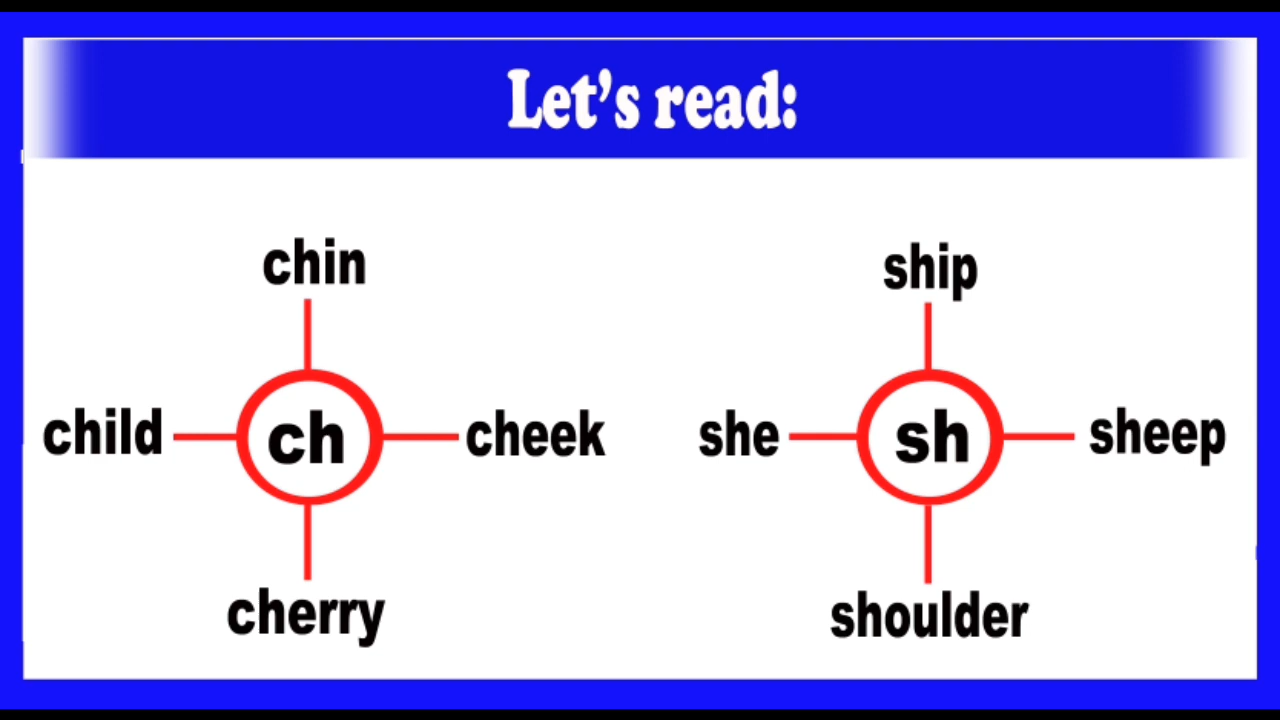 Let's read:
chin
child ch cheek
cherry
ship
she sh sheep
shoulder